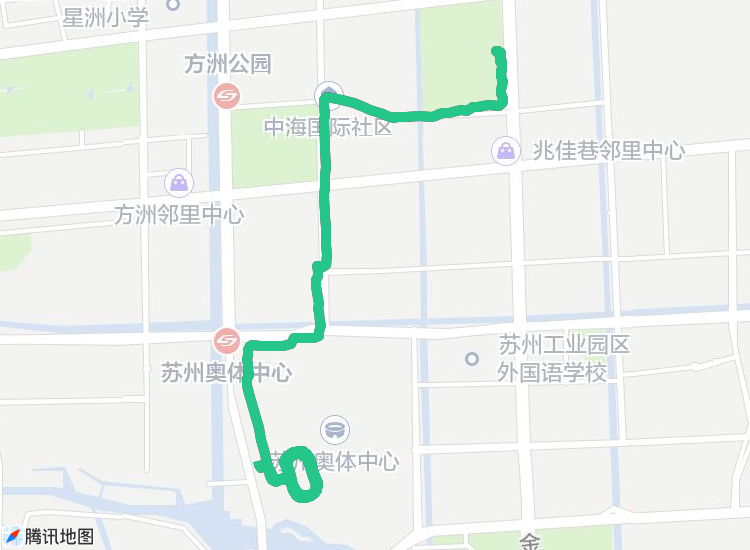 星洲小学
方洲公园
中海国际社区
兆佳巷邻里中心
方洲邻里中心
苏州工业园区
外国语学校
苏州奥体中心
苏州奥体中心
腾讯地图
金